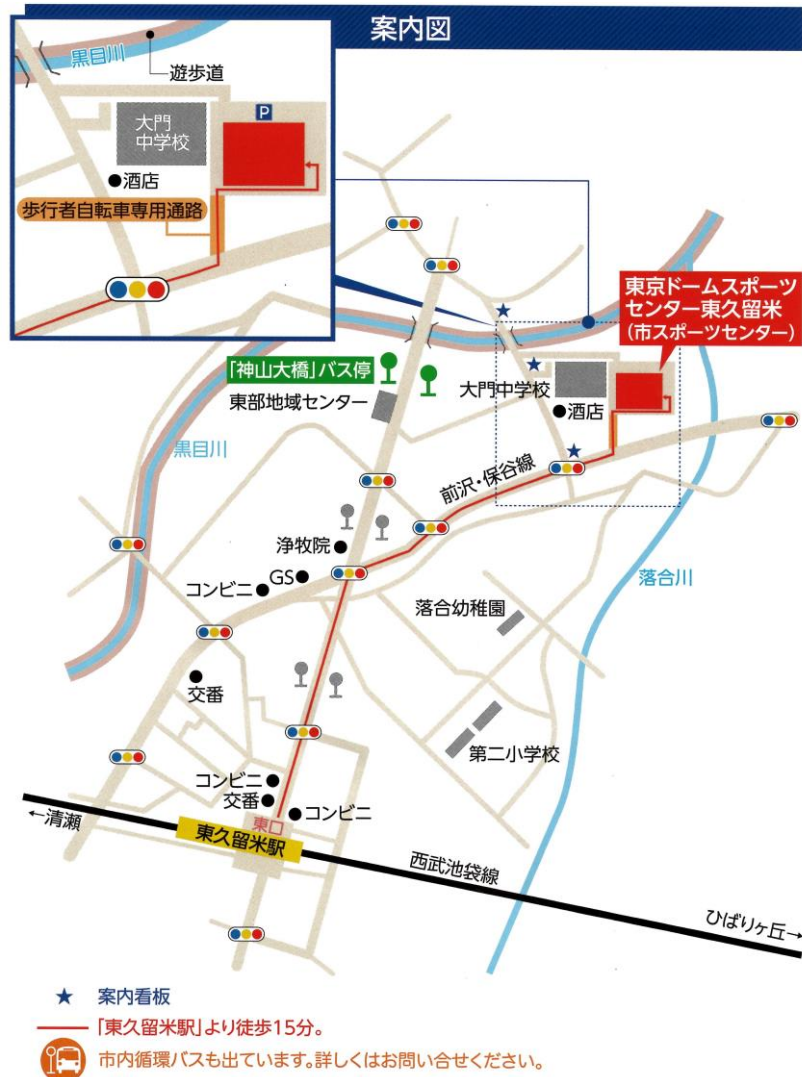 案内図
黒目川
遊歩道
P
大門
中学校
酒店
歩行者自転車専用通路
東京ドームスポーツ
センター東久留米
(市スポーツセンター)
「神山大橋」バス停
東部地域センター
大門中学校
酒店
黒目川
前沢・保谷線
浄牧院
GS
コンビニ
落合川
落合幼稚園
交番
第二小学校
コンビニ
交番
コンビニ
東口
東久留米駅
←清瀬
西武池袋線
ひばりヶ丘→
★ 案内看板
「東久留米駅」より徒歩15分。
市内循環バスも出ています。詳しくはお問い合せください。